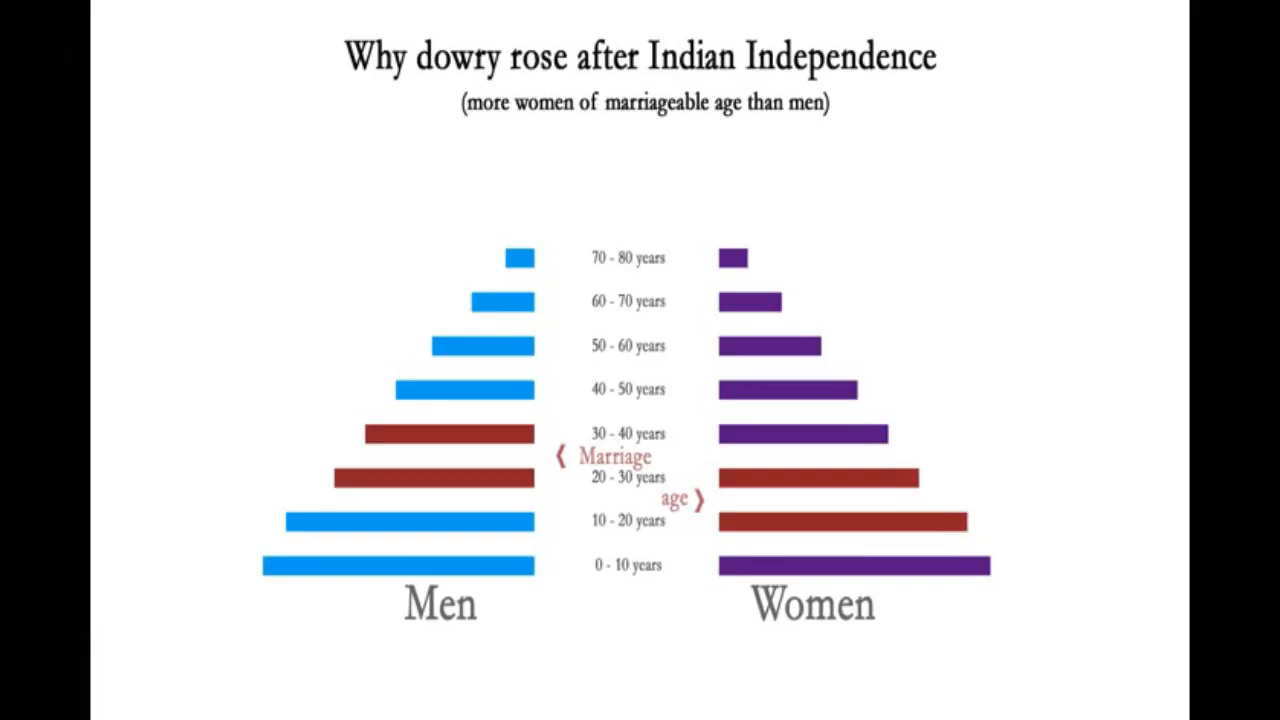 Why dowry rose after Indian Independence
(more women of marriageable age than men)
70 - 80 years
60 - 70 years
50 - 60 years
40 - 50 years
30 - 40 years
Marriage
20 - 30 years
age
10 - 20 years
0 - 10 years
Men
Women